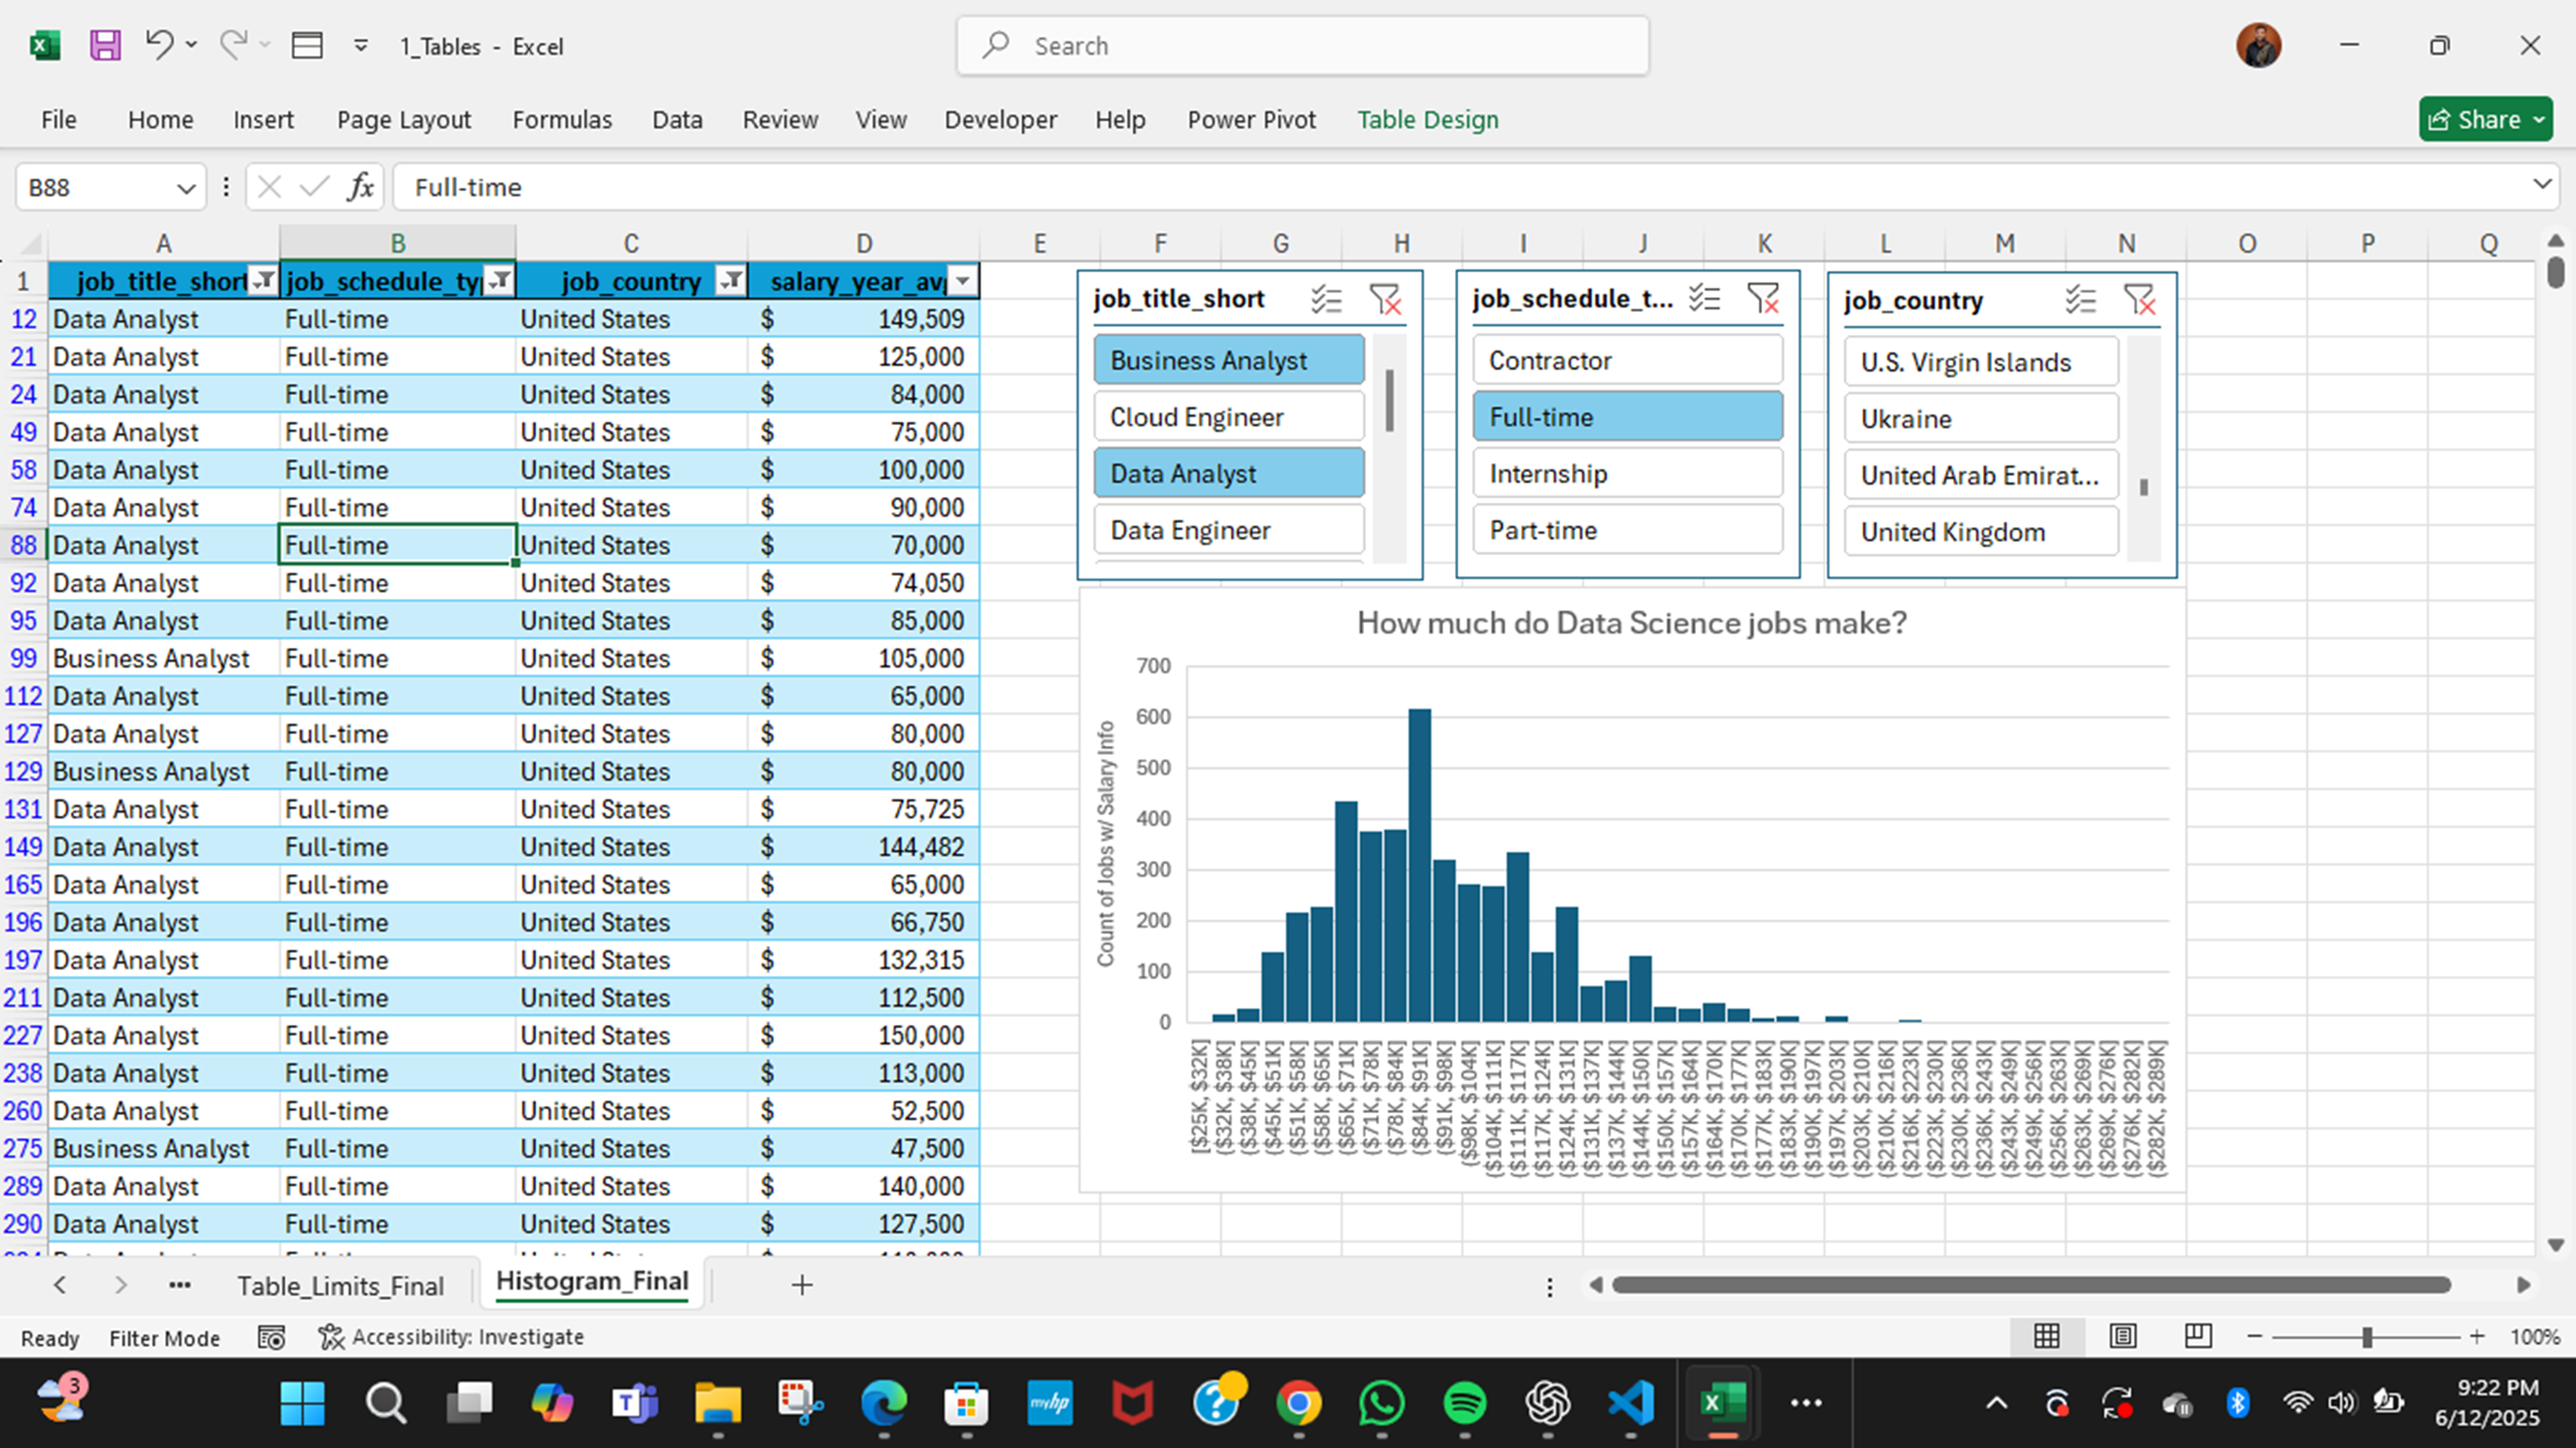 1_Tables - Excel
Search
File Home Insert Page Layout Formulas Data Review View Developer Help Power Pivot Table Design Share
B88 fx Full-time
A B C D E F G H I J K L M N O P Q
1 job_title_short job_schedule_ty job_country salary_year_av
12 Data Analyst Full-time United States $ 149,509
21 Data Analyst Full-time United States $ 125,000
24 Data Analyst Full-time United States $ 84,000
49 Data Analyst Full-time United States $ 75,000
58 Data Analyst Full-time United States $ 100,000
74 Data Analyst Full-time United States $ 90,000
88 Data Analyst Full-time United States $ 70,000
92 Data Analyst Full-time United States $ 74,050
95 Data Analyst Full-time United States $ 85,000
99 Business Analyst Full-time United States $ 105,000
112 Data Analyst Full-time United States $ 65,000
127 Data Analyst Full-time United States $ 80,000
129 Business Analyst Full-time United States $ 80,000
131 Data Analyst Full-time United States $ 75,725
149 Data Analyst Full-time United States $ 144,482
165 Data Analyst Full-time United States $ 65,000
196 Data Analyst Full-time United States $ 66,750
197 Data Analyst Full-time United States $ 132,315
211 Data Analyst Full-time United States $ 112,500
227 Data Analyst Full-time United States $ 150,000
238 Data Analyst Full-time United States $ 113,000
260 Data Analyst Full-time United States $ 52,500
275 Business Analyst Full-time United States $ 47,500
289 Data Analyst Full-time United States $ 140,000
290 Data Analyst Full-time United States $ 127,500
job_title_short
Business Analyst
Cloud Engineer
Data Analyst
Data Engineer
job_schedule_t...
Contractor
Full-time
Internship
Part-time
job_country
U.S. Virgin Islands
Ukraine
United Arab Emirat...
United Kingdom
How much do Data Science jobs make?
Count of Jobs w/ Salary Info
700
600
500
400
300
200
100
0
[$25K, $32K]
($32K, $38K]
($38K, $45K]
($45K, $51K]
($51K, $58K]
($58K, $65K]
($65K, $71K]
($71K, $78K]
($78K, $84K]
($84K, $91K]
($91K, $98K]
($98K, $104K]
($104K, $111K]
($111K, $117K]
($117K, $124K]
($124K, $131K]
($131K, $137K]
($137K, $144K]
($144K, $150K]
($150K, $157K]
($157K, $164K]
($164K, $170K]
($170K, $177K]
($177K, $183K]
($183K, $190K]
($190K, $197K]
($197K, $203K]
($203K, $210K]
($210K, $216K]
($216K, $223K]
($223K, $230K]
($230K, $236K]
($236K, $243K]
($243K, $249K]
($249K, $256K]
($256K, $263K]
($263K, $269K]
($269K, $276K]
($276K, $282K]
($282K, $289K]
Table_Limits_Final Histogram_Final
Ready Filter Mode Accessibility: Investigate 100%
3
myhp
9:22 PM
6/12/2025